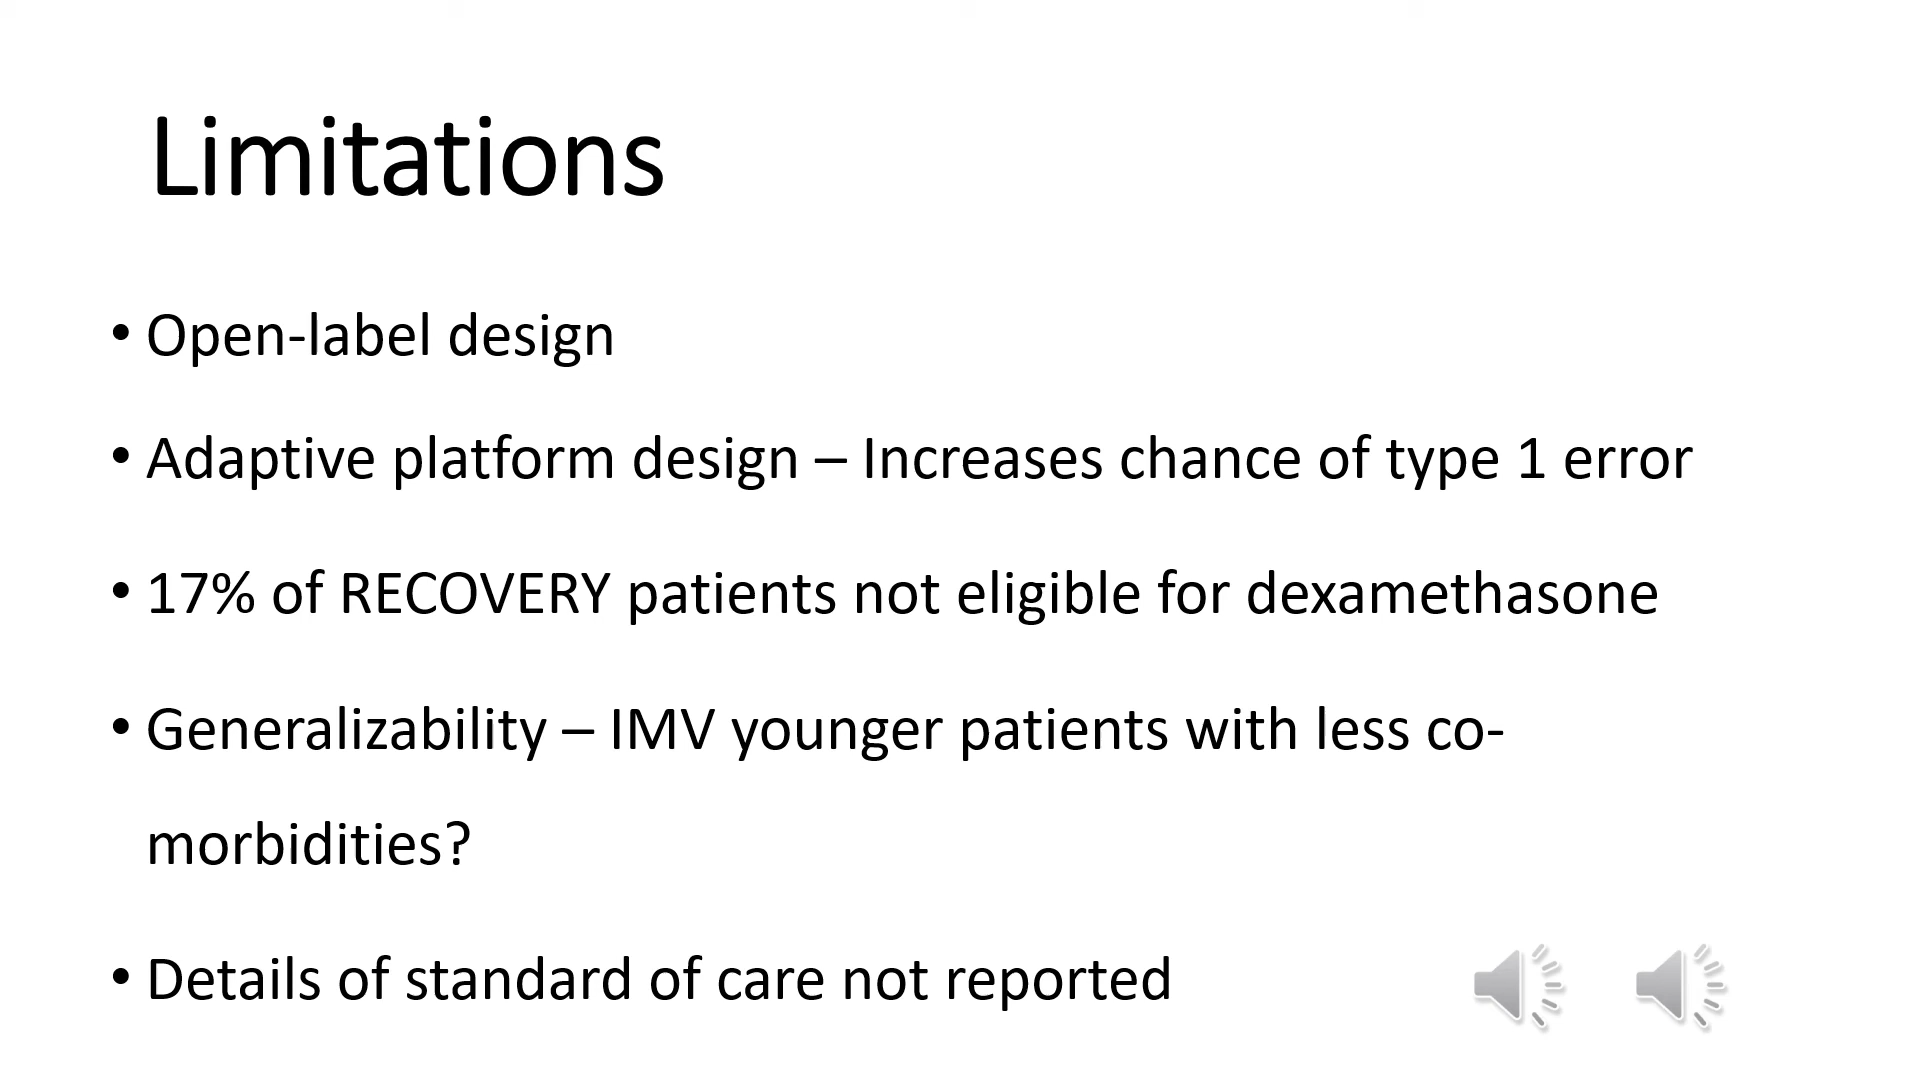 Limitations
• Open-label design
• Adaptive platform design – Increases chance of type 1 error
• 17% of RECOVERY patients not eligible for dexamethasone
• Generalizability – IMV younger patients with less co-
morbidities?
• Details of standard of care not reported